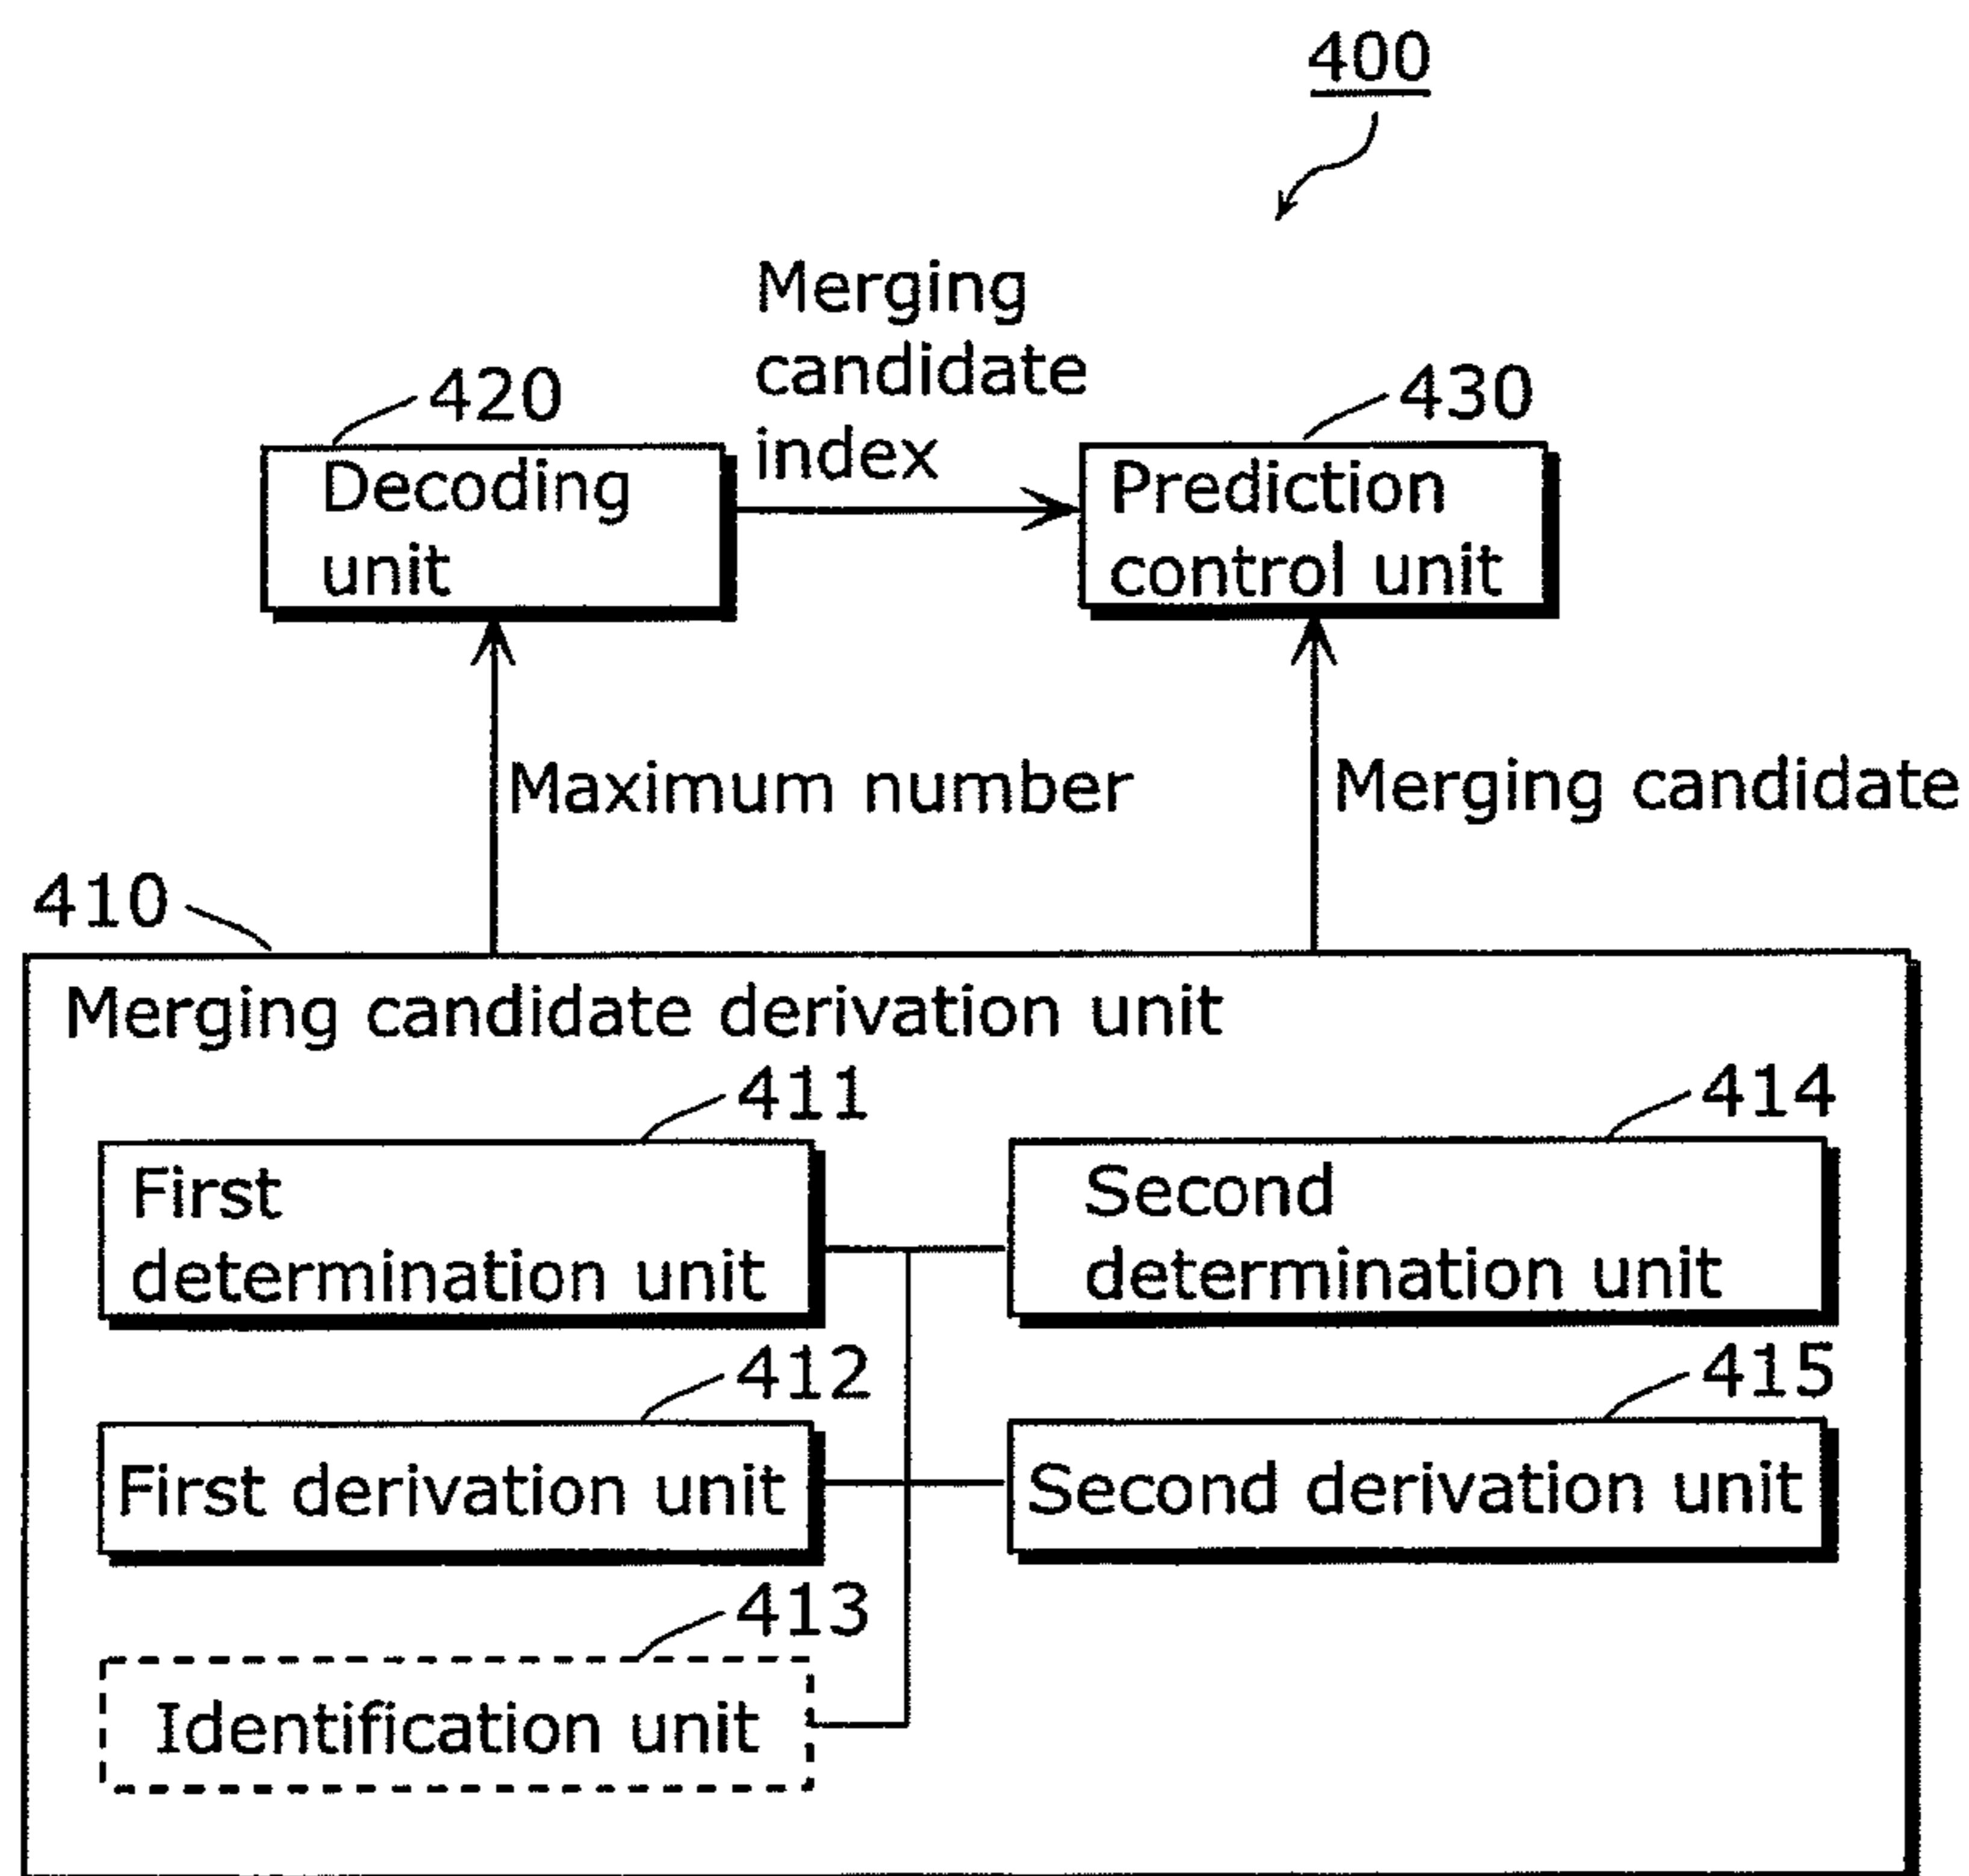 400
Merging
candidate
index
420
430
Decoding
unit
Prediction
control unit
Maximum number
Merging candidate
410
Merging candidate derivation unit
411
414
First
determination unit
Second
determination unit
412
415
First derivation unit
Second derivation unit
413
Identification unit